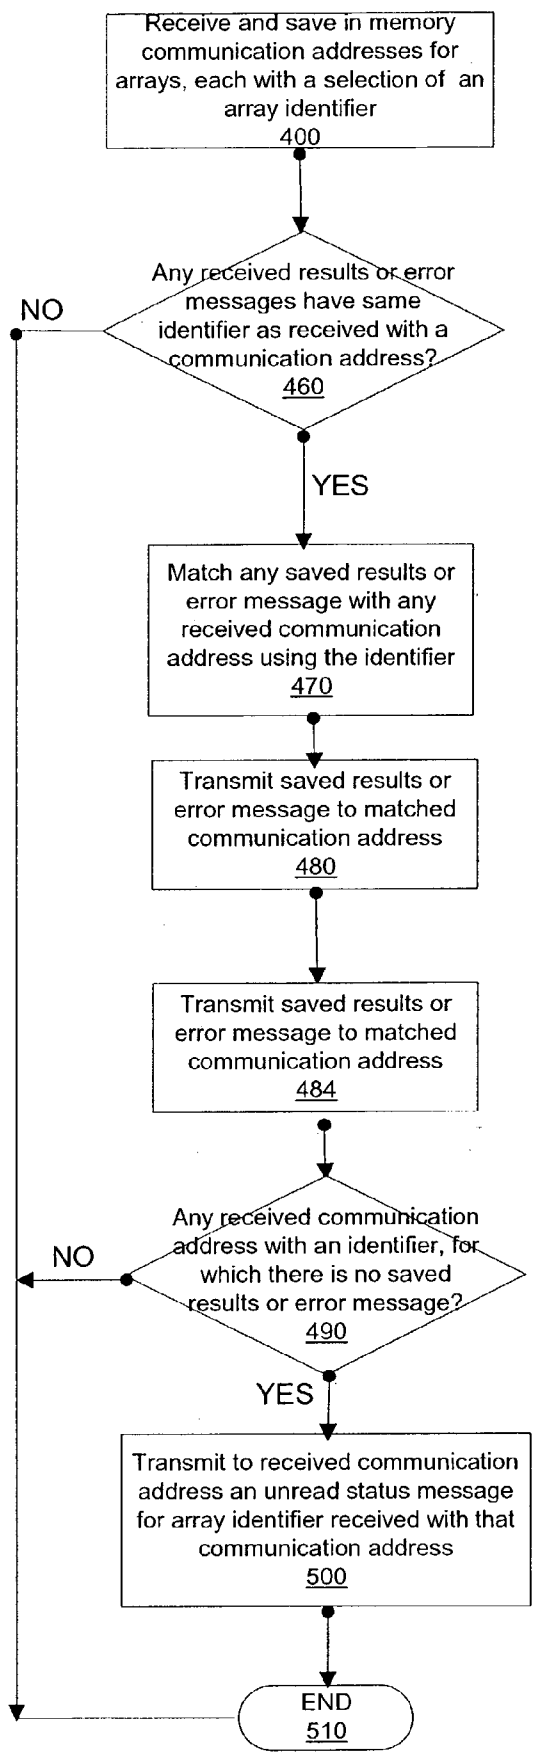 Receive and save in memory
communication addresses for
arrays, each with a selection of an
array identifier
400
Any received results or error
messages have same
identifier as received with a
communication address?
460
NO
YES
Match any saved results or
error message with any
received communication
address using the identifier
470
Transmit saved results or
error message to matched
communication address
480
Transmit saved results or
error message to matched
communication address
484
Any received communication
address with an identifier, for
which there is no saved
results or error message?
490
NO
YES
Transmit to received communication
address an unread status message
for array identifier received with that
communication address
500
END
510